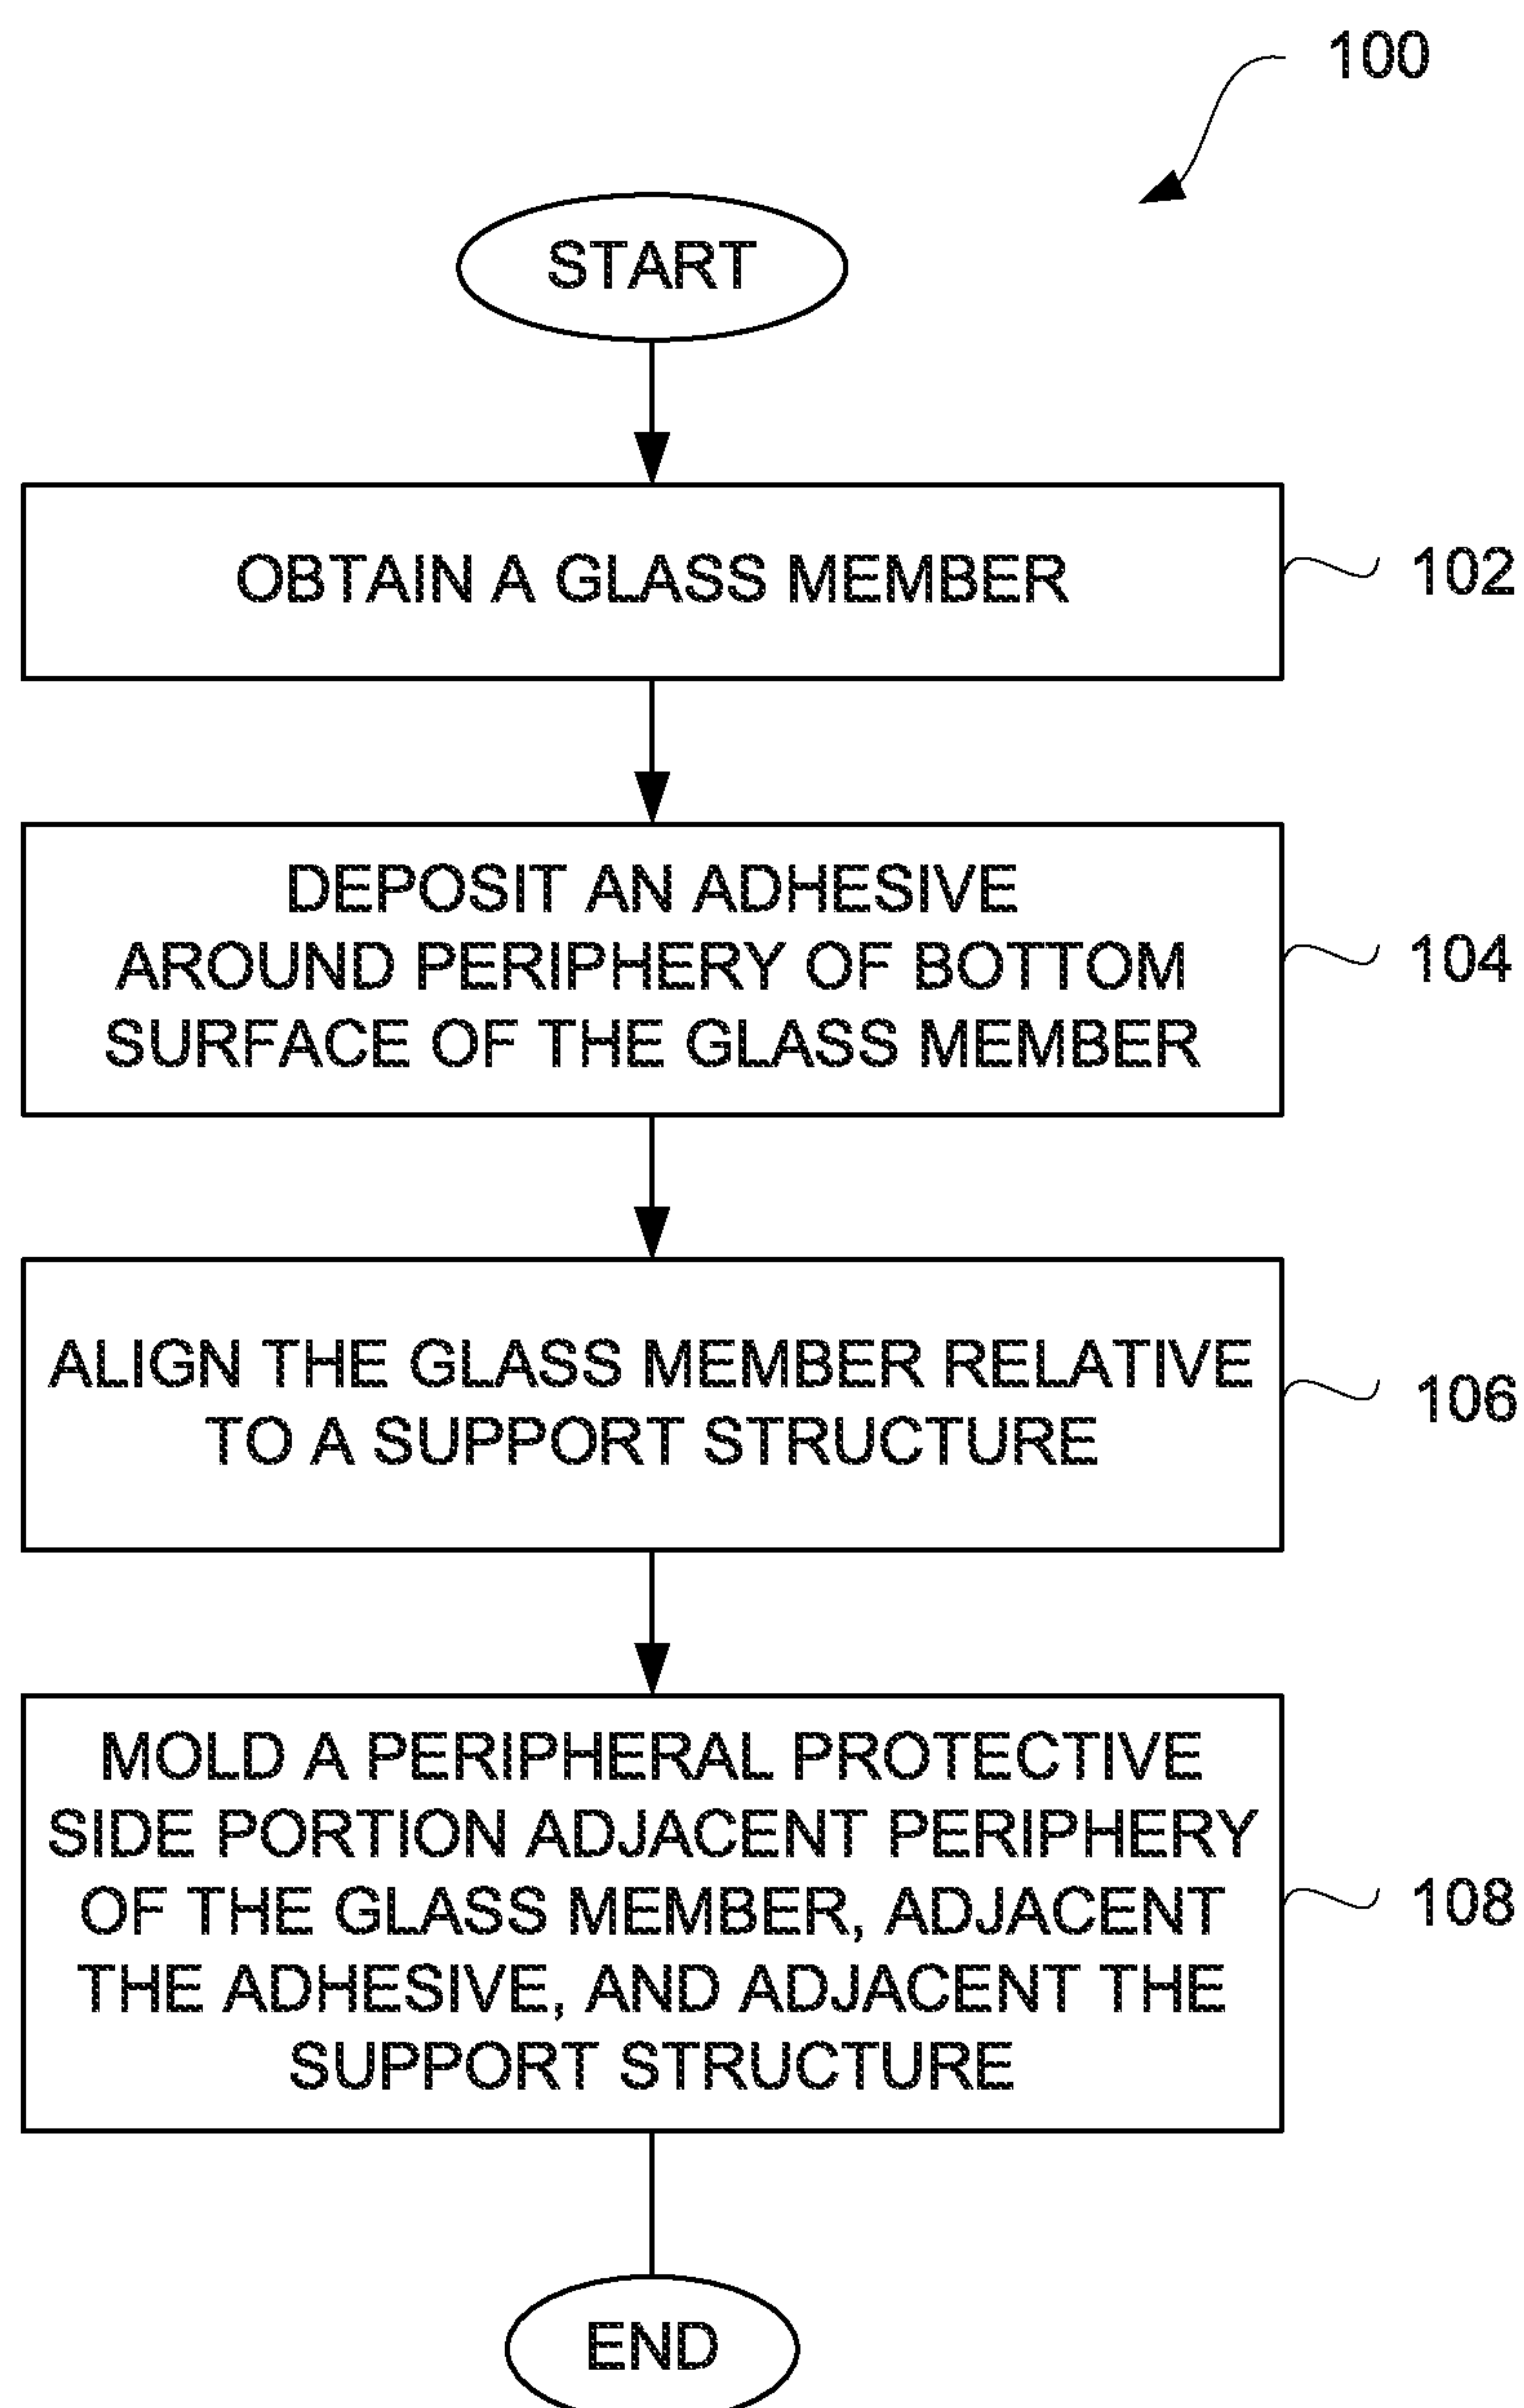 100
START
OBTAIN A GLASS MEMBER
102
DEPOSIT AN ADHESIVE
AROUND PERIPHERY OF BOTTOM
SURFACE OF THE GLASS MEMBER
104
ALIGN THE GLASS MEMBER RELATIVE
TO A SUPPORT STRUCTURE
106
MOLD A PERIPHERAL PROTECTIVE
SIDE PORTION ADJACENT PERIPHERY
OF THE GLASS MEMBER, ADJACENT
THE ADHESIVE, AND ADJACENT THE
SUPPORT STRUCTURE
108
END